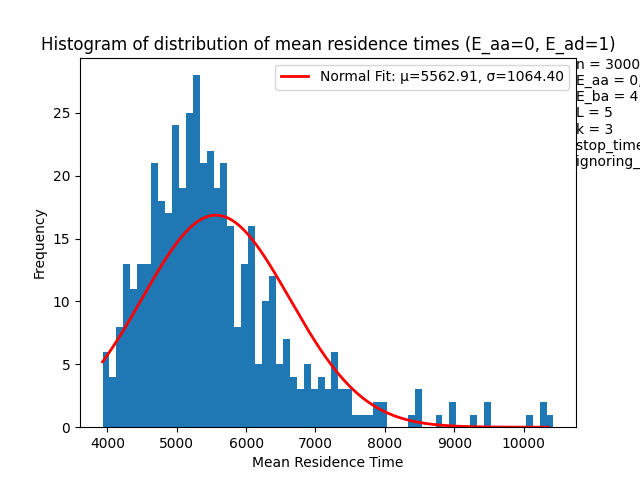 Histogram of distribution of mean residence times (E_aa=0, E_ad=1)
Normal Fit: μ=5562.91, σ=1064.40
n = 3000
E_aa = 0,
E_ba = 4
L = 5
k = 3
stop_time
ignoring_
Frequency
25
20
15
10
5
0
4000 5000 6000 7000 8000 9000 10000
Mean Residence Time